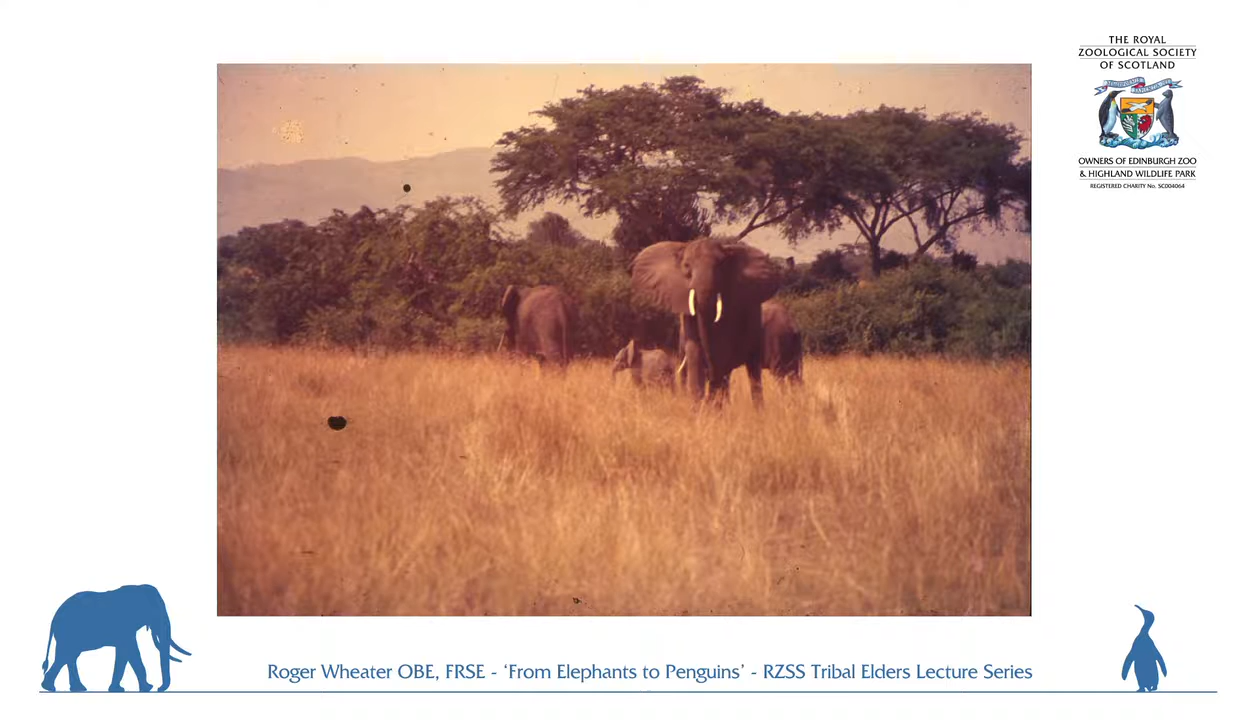 THE ROYAL
ZOOLOGICAL SOCIETY
OF SCOTLAND
OWNERS OF EDINBURGH ZOO
& HIGHLAND WILDLIFE PARK
REGISTERED CHARITY No. SC004064
Roger Wheater OBE, FRSE - ‘From Elephants to Penguins’ - RZSS Tribal Elders Lecture Series